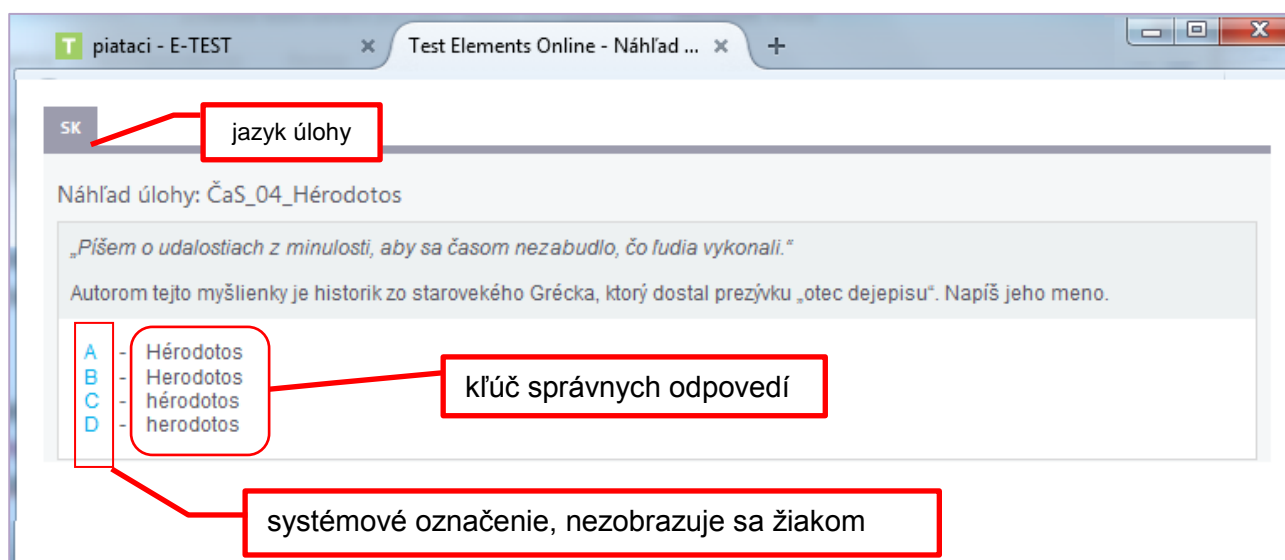 T piataci - E-TEST × Test Elements Online - Náhľad ... × +
SK
jazyk úlohy
Náhľad úlohy: ČaS_04_Hérodotos
„Píšem o udalostiach z minulosti, aby sa časom nezabudlo, čo ľudia vykonali.“
Autorom tejto myšlienky je historik zo starovekého Grécka, ktorý dostal prezývku „otec dejepisu“. Napíš jeho meno.
A - Hérodotos
B - Herodotos
C - hérodotos
D - herodotos
kľúč správnych odpovedí
systémové označenie, nezobrazuje sa žiakom